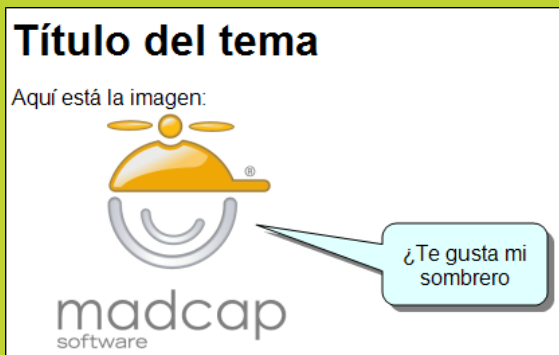 Título del tema
Aquí está la imagen:
®
¿Te gusta mi
sombrero
madcap
software